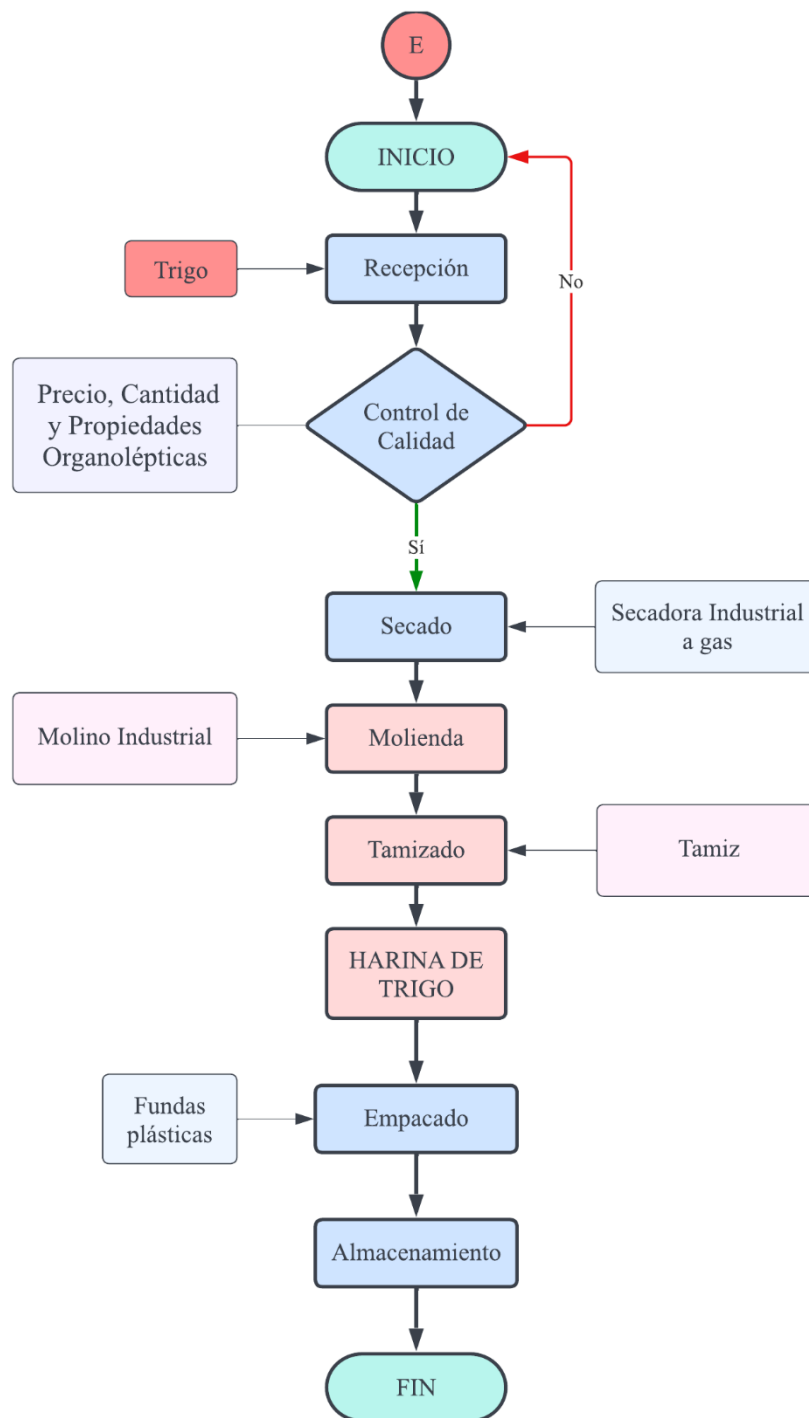 E
INICIO
Trigo
Recepción
No
Precio, Cantidad
y Propiedades
Organolépticas
Control de
Calidad
Sí
Secado
Secadora Industrial
a gas
Molino Industrial
Molienda
Tamizado
Tamiz
HARINA DE
TRIGO
Fundas
plásticas
Empacado
Almacenamiento
FIN